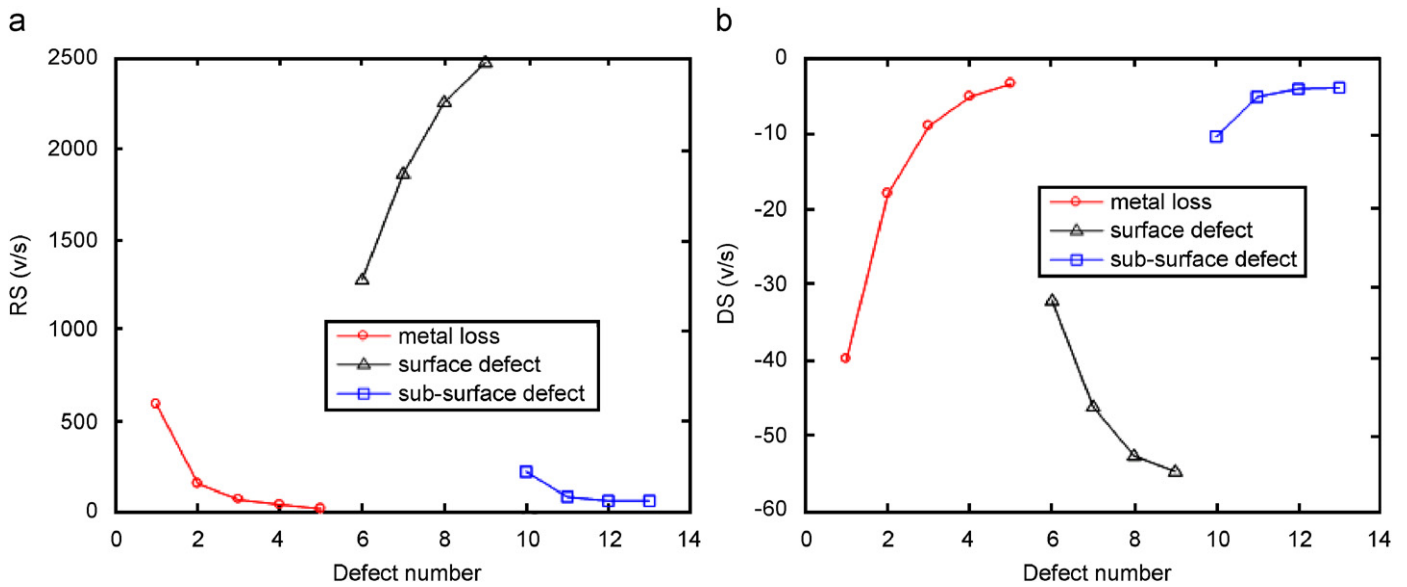 a
2500
2000
1500
1000
500
0
RS (v/s)
metal loss
surface defect
sub-surface defect
0 2 4 6 8 10 12 14
Defect number
b
0
-10
-20
-30
-40
-50
-60
DS (v/s)
metal loss
surface defect
sub-surface defect
0 2 4 6 8 10 12 14
Defect number